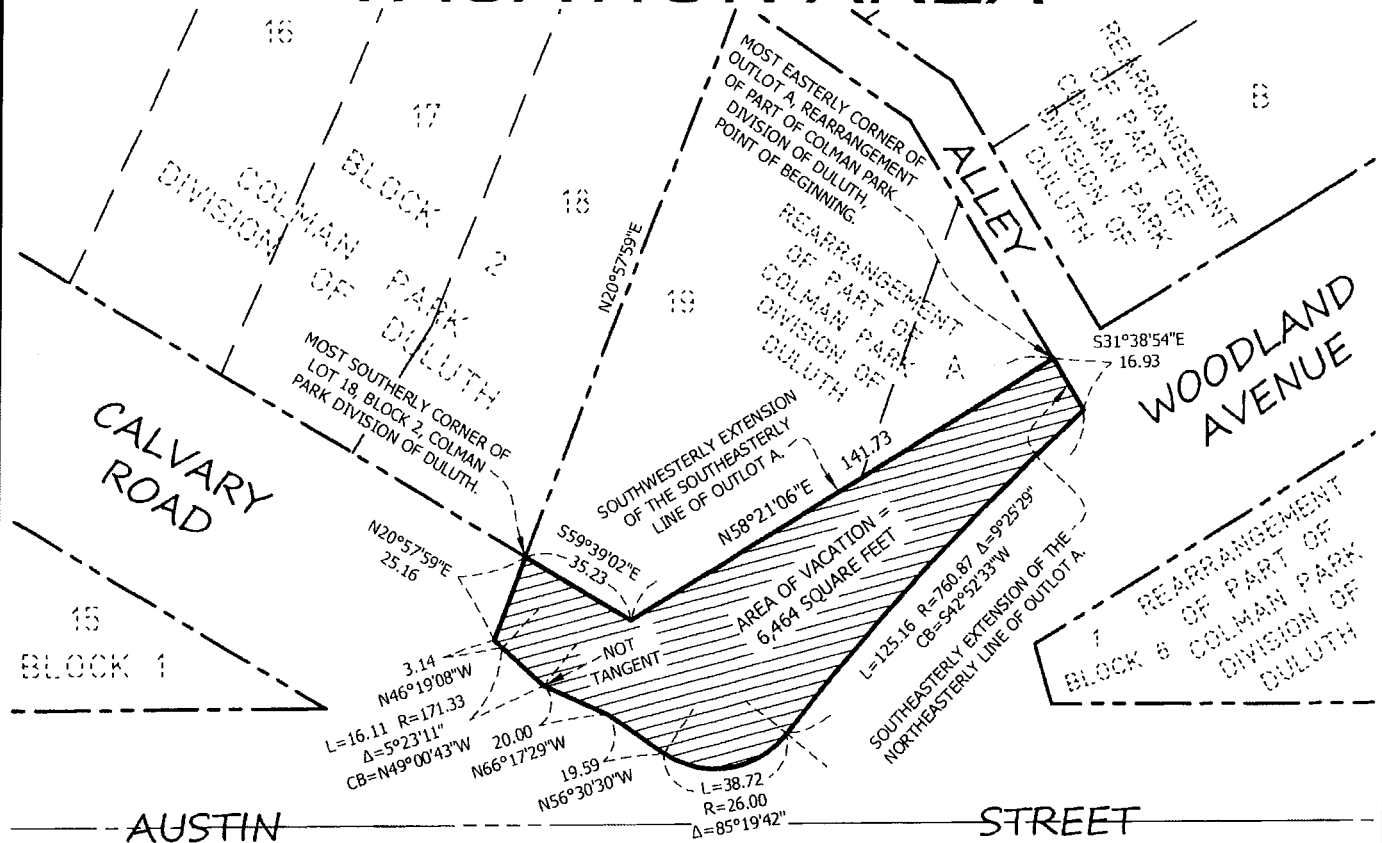 VACATION AREA
16
17
18
19
BLOCK
2
COLMAN PARK
DIVISION OF DULUTH
MOST EASTERLY CORNER OF
OUTLOT A, REARRANGEMENT
OF PART OF COLMAN PARK
DIVISION OF DULUTH,
POINT OF BEGINNING.
ALLEY
REARRANGEMENT
OF PART OF
COLMAN PARK
DIVISION OF
DULUTH
B
N20°57'59"E
REARRANGEMENT
OF PART OF
COLMAN PARK
DIVISION OF
DULUTH
A
S31°38'54"E
16.93
WOODLAND
AVENUE
MOST SOUTHERLY CORNER OF
LOT 18, BLOCK 2, COLMAN
PARK DIVISION OF DULUTH.
CALVARY
ROAD
SOUTHWESTERLY EXTENSION
OF THE SOUTHEASTERLY
LINE OF OUTLOT A.
141.73
N58°21'06"E
N20°57'59"E
25.16
S59°39'02"E
35.23
AREA OF VACATION =
6,464 SQUARE FEET
L=125.16 R=760.87 Δ=9°25'29"
CB=S42°52'33"W
SOUTHEASTERLY EXTENSION OF THE
NORTHEASTERLY LINE OF OUTLOT A.
15
BLOCK 1
NOT
TANGENT
3.14
N46°19'08"W
L=16.11 R=171.33
Δ=5°23'11"
CB=N49°00'43"W
20.00
N66°17'29"W
19.59
N56°30'30"W
L=38.72
R=26.00
Δ=85°19'42"
1
BLOCK 6
REARRANGEMENT
OF PART OF
COLMAN PARK
DIVISION OF
DULUTH
AUSTIN STREET